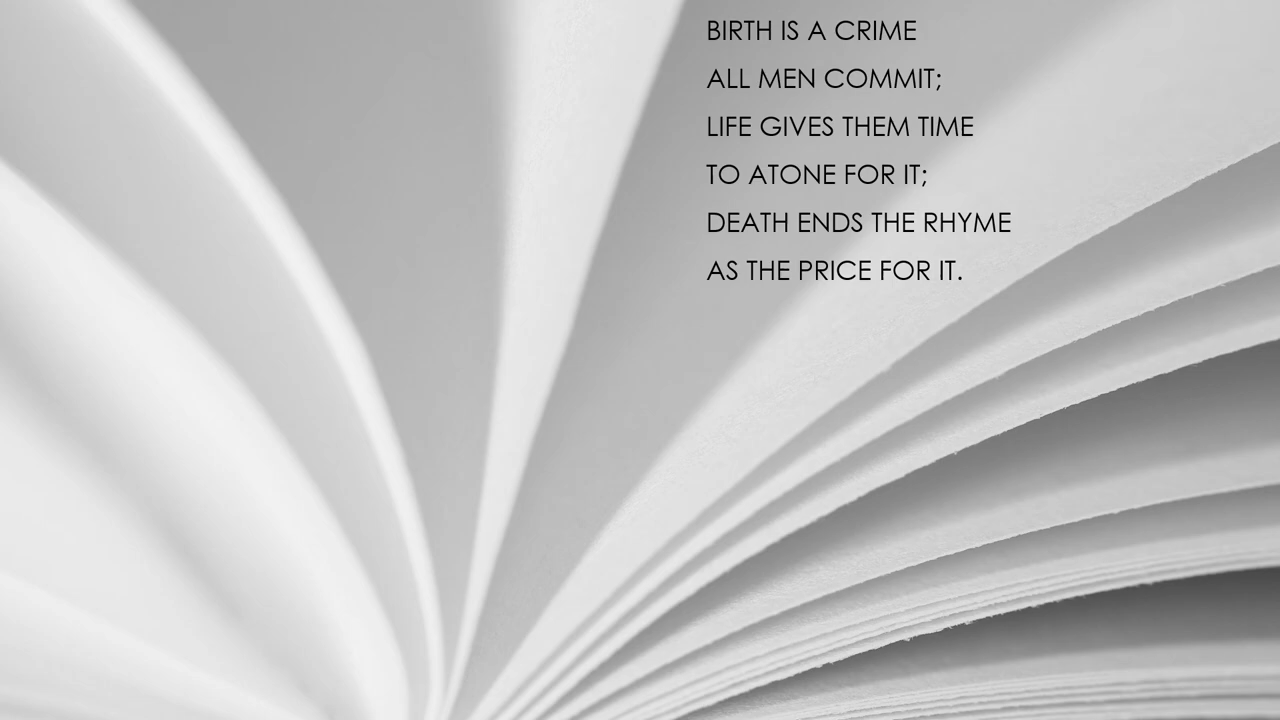 BIRTH IS A CRIME
ALL MEN COMMIT;
LIFE GIVES THEM TIME
TO ATONE FOR IT;
DEATH ENDS THE RHYME
AS THE PRICE FOR IT.